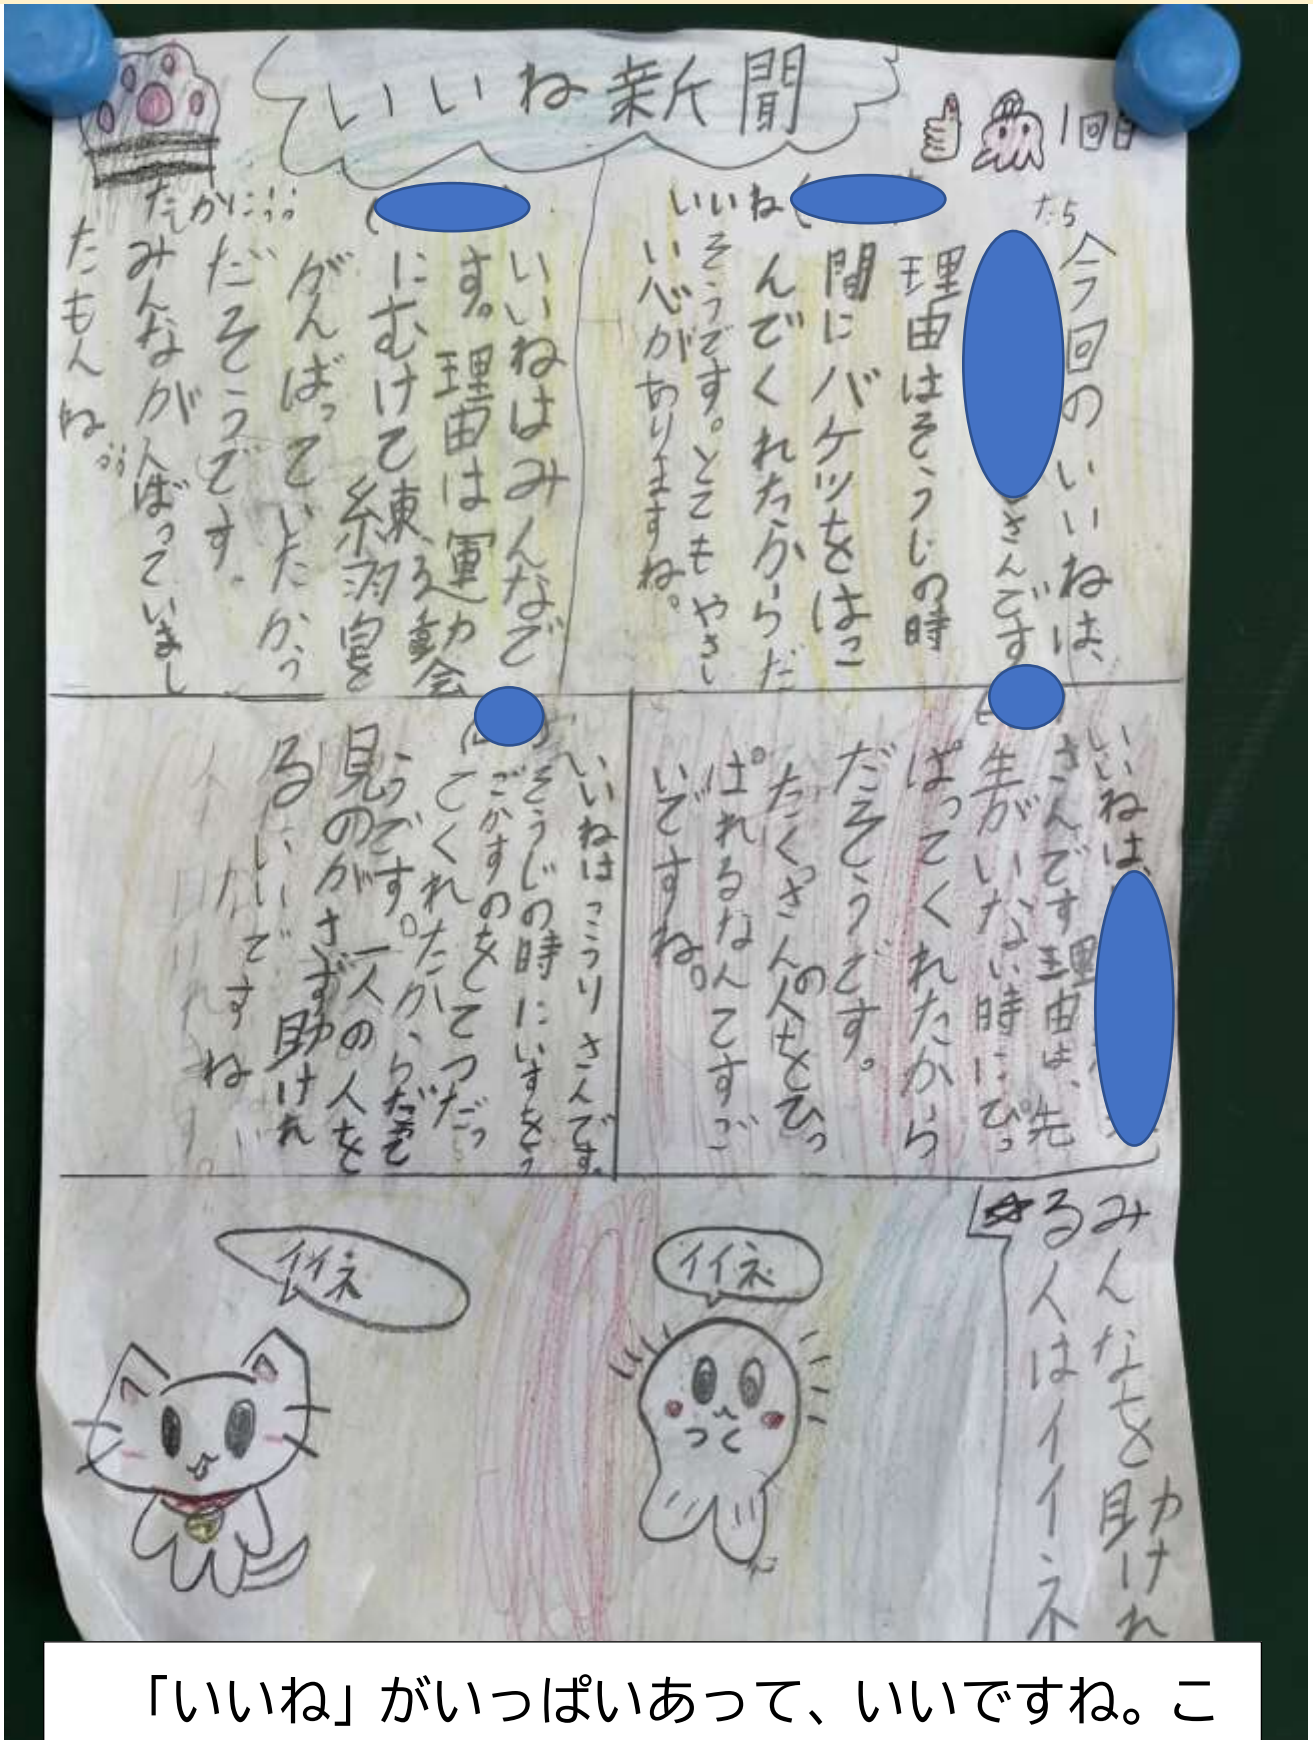 いいね新聞
1回目
いいね(
今回のいいねは、
さんです
理由はそうじの時
間にバケツをはこ
んでくれたからだ
そうです。とてもやさし
い心がありますね。
いいねはみんなで
す。理由は運動会
にむけて練習を
がんばっていたから
だそうです。
たしかに!!
みんながんばっていまし
たもんね。
いいねは、
さんです理由は、先
生がいない時にひっ
ぱってくれたから
だそうです。
たくさんの人をひっ
ぱれるなんてすご
いですね。
いいねはこうりさんです。
そうじの時にいすをう
ごかすのをてつだっ
てくれたからだそ
うです。一人の人を
見のがさず助けれ
るいいですね
みんなを助けれ
る人はイイネ
イイネ
つく
イイネ
「いいね」がいっぱいあって、いいですね。こ